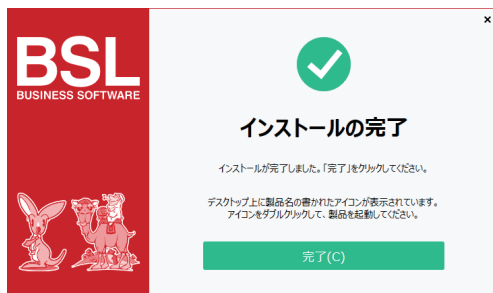 BSL
BUSINESS SOFTWARE
×
インストールの完了
インストールが完了しました。「完了」をクリックしてください。
デスクトップ上に製品名の書かれたアイコンが表示されています。
アイコンをダブルクリックして、製品を起動してください。
完了(C)